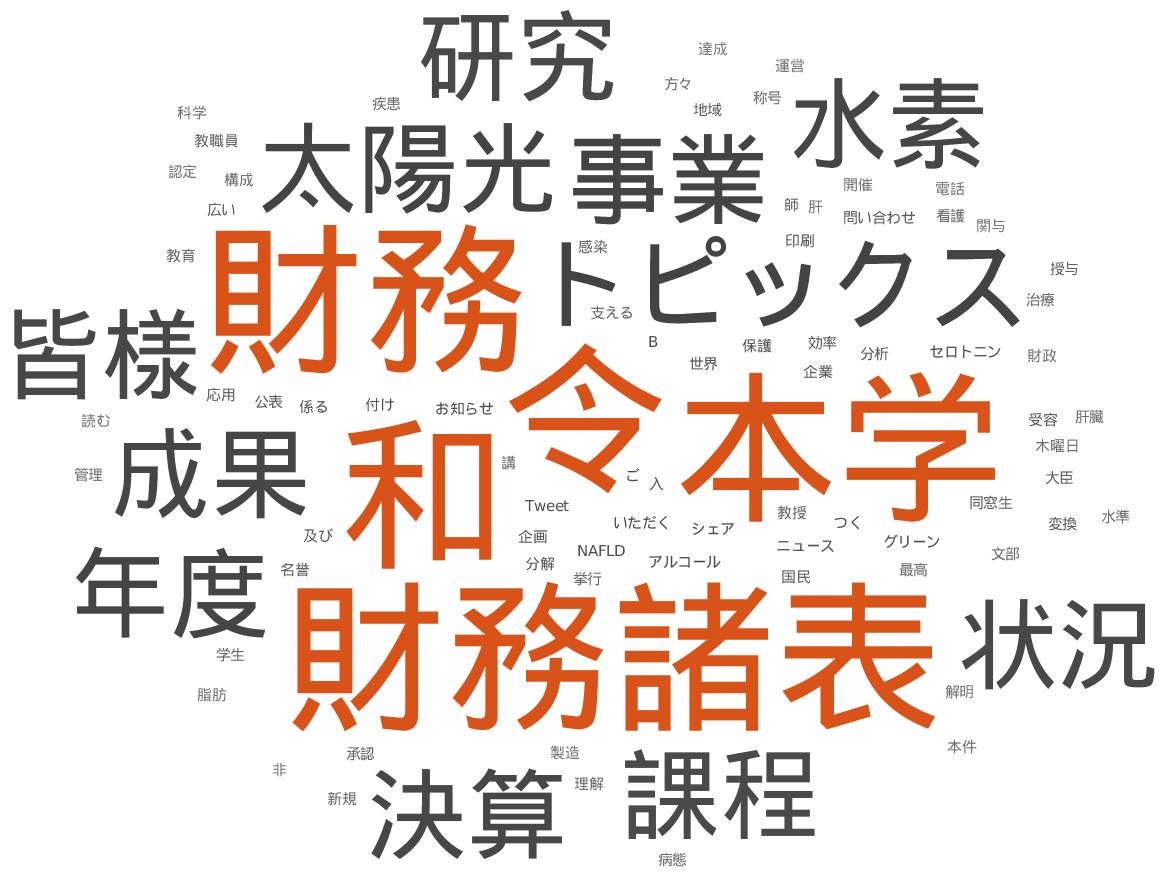 研究
達成
運営
方々
称号
地域
水素
疾患
科学
教職員
認定
構成
広い
太陽光
事業
開催
電話
師
肝
問い合わせ
看護
関与
印刷
感染
教育
財務
トピックス
授与
治療
支える
皆様
B
世界
保護
効率
企業
分析
セロトニン
財政
令
本学
応用
公表
係る
付け
お知らせ
読む
成果
和
管理
講
ご
入
受容
肝臓
木曜日
大臣
同窓生
変換
水準
Tweet
いただく
シェア
教授
つく
ニュース
グリーン
及び
企画
分解
NAFLD
アルコール
文部
年度
名誉
挙行
国民
最高
財務諸表
状況
学生
脂肪
解明
本件
承認
製造
非
新規
理解
決算
課程
病態